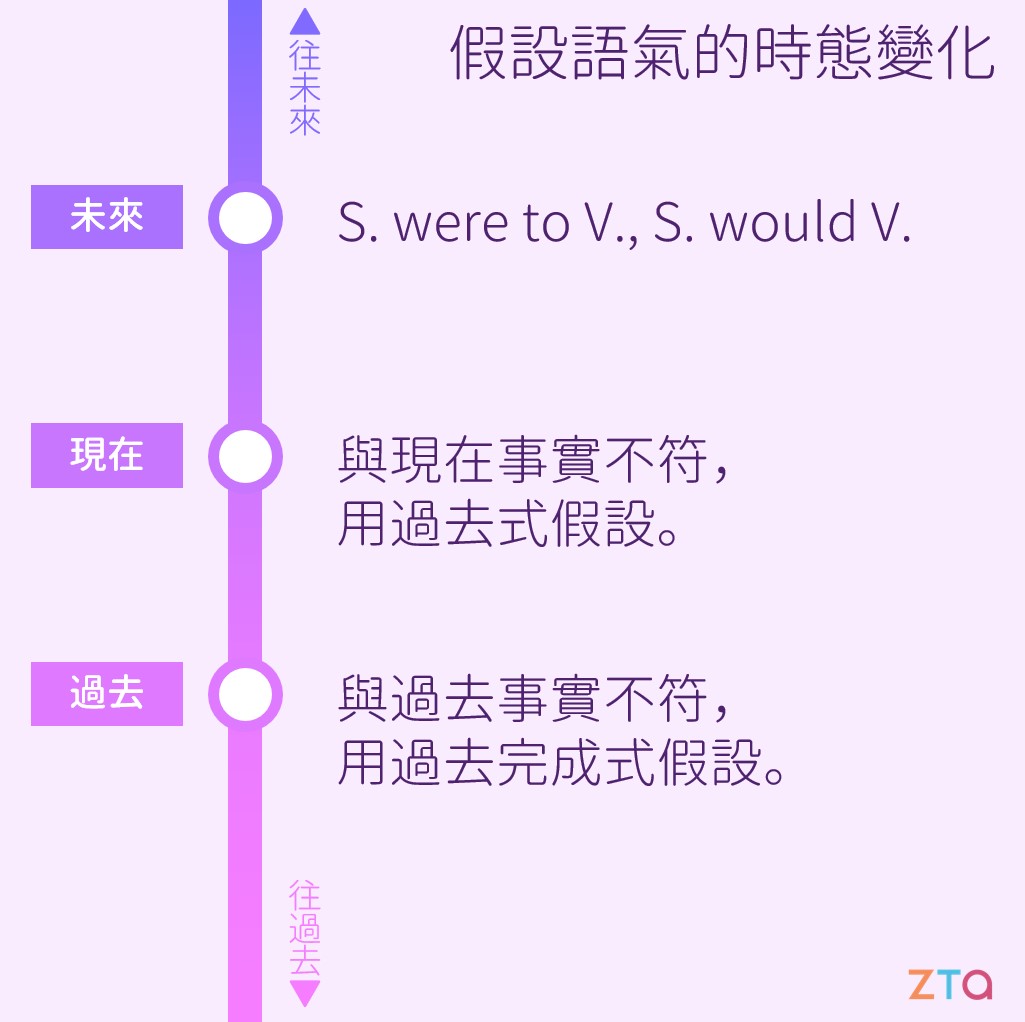 假設語氣的時態變化
往未來
未來
S. were to V., S. would V.
現在
與現在事實不符，
用過去式假設。
過去
與過去事實不符，
用過去完成式假設。
往過去
ZTa